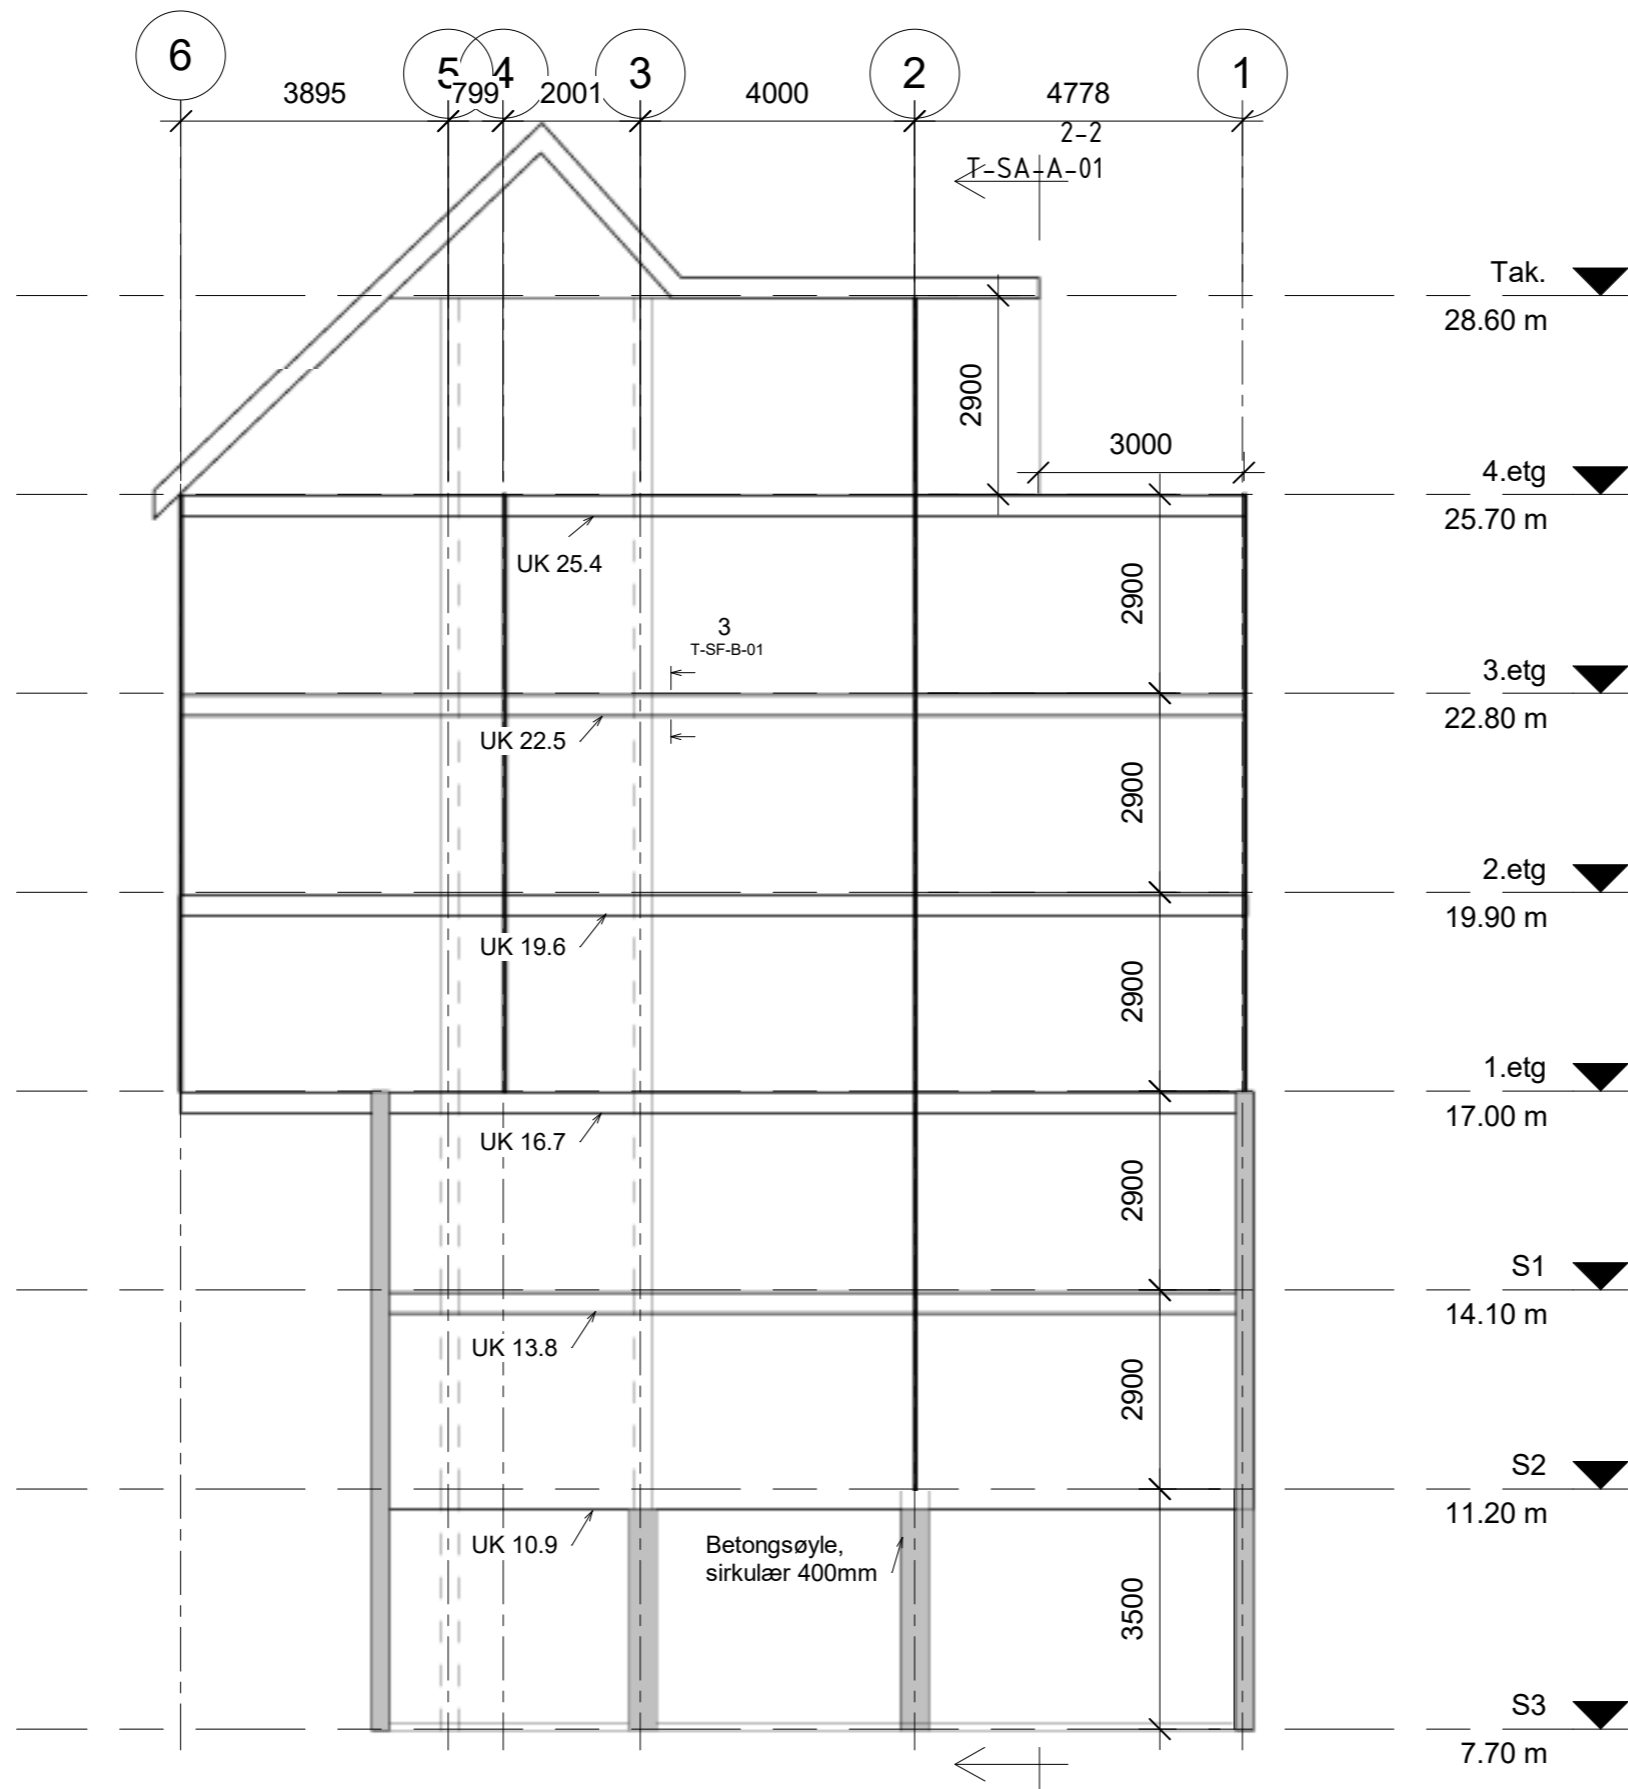 6
5
4
3
2
1
3895
799
2001
4000
4778
2-2
T-SA-A-01
Tak.
28.60 m
2900
3000
4.etg
25.70 m
UK 25.4
2900
3
T-SF-B-01
3.etg
22.80 m
UK 22.5
2900
2.etg
19.90 m
UK 19.6
2900
1.etg
17.00 m
UK 16.7
2900
S1
14.10 m
UK 13.8
2900
S2
11.20 m
UK 10.9
Betongsøyle,
sirkulær 400mm
3500
S3
7.70 m